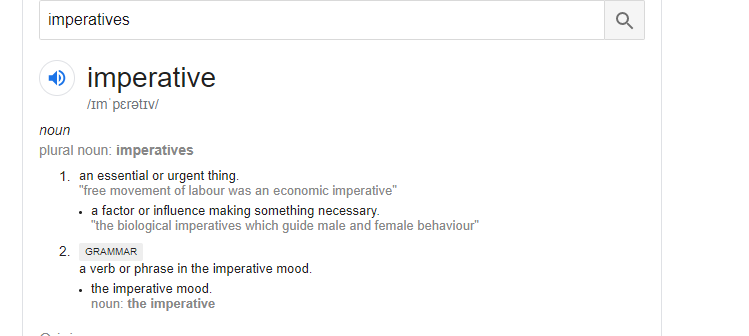 imperatives
imperative
/ɪmˈpɛrətɪv/
noun
plural noun: imperatives
1. an essential or urgent thing.
"free movement of labour was an economic imperative"
• a factor or influence making something necessary.
"the biological imperatives which guide male and female behaviour"
2. GRAMMAR
a verb or phrase in the imperative mood.
• the imperative mood.
noun: the imperative